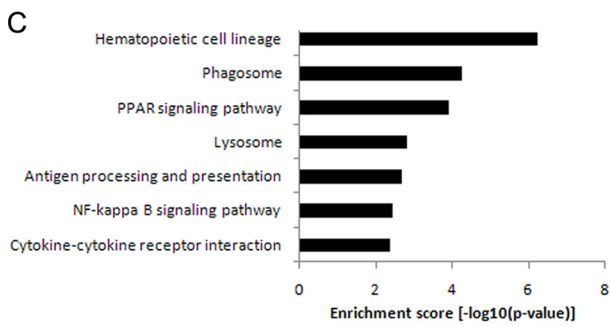 C
Hematopoietic cell lineage
Phagosome
PPAR signaling pathway
Lysosome
Antigen processing and presentation
NF-kappa B signaling pathway
Cytokine-cytokine receptor interaction
0 2 4 6 8
Enrichment score [-log10(p-value)]